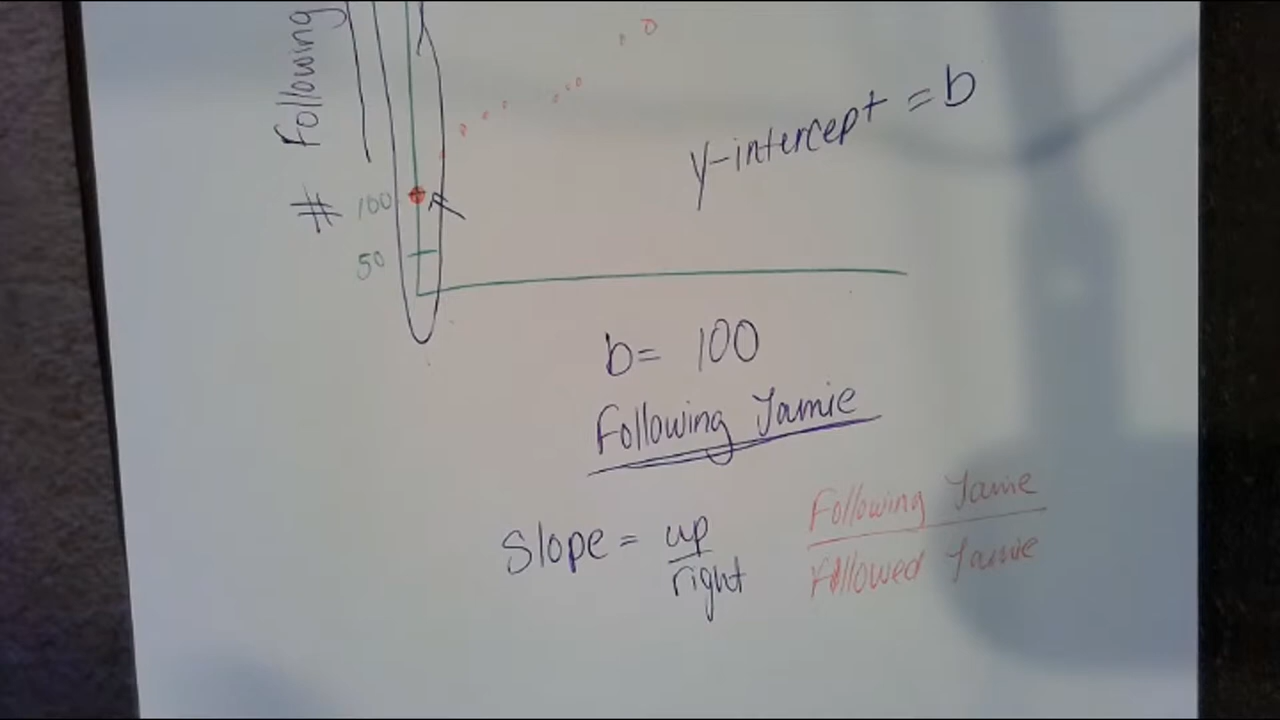 # Following
100
50
y-intercept = b
b= 100
Following Jamie
Slope = up
right
Following Jamie
Followed Jamie